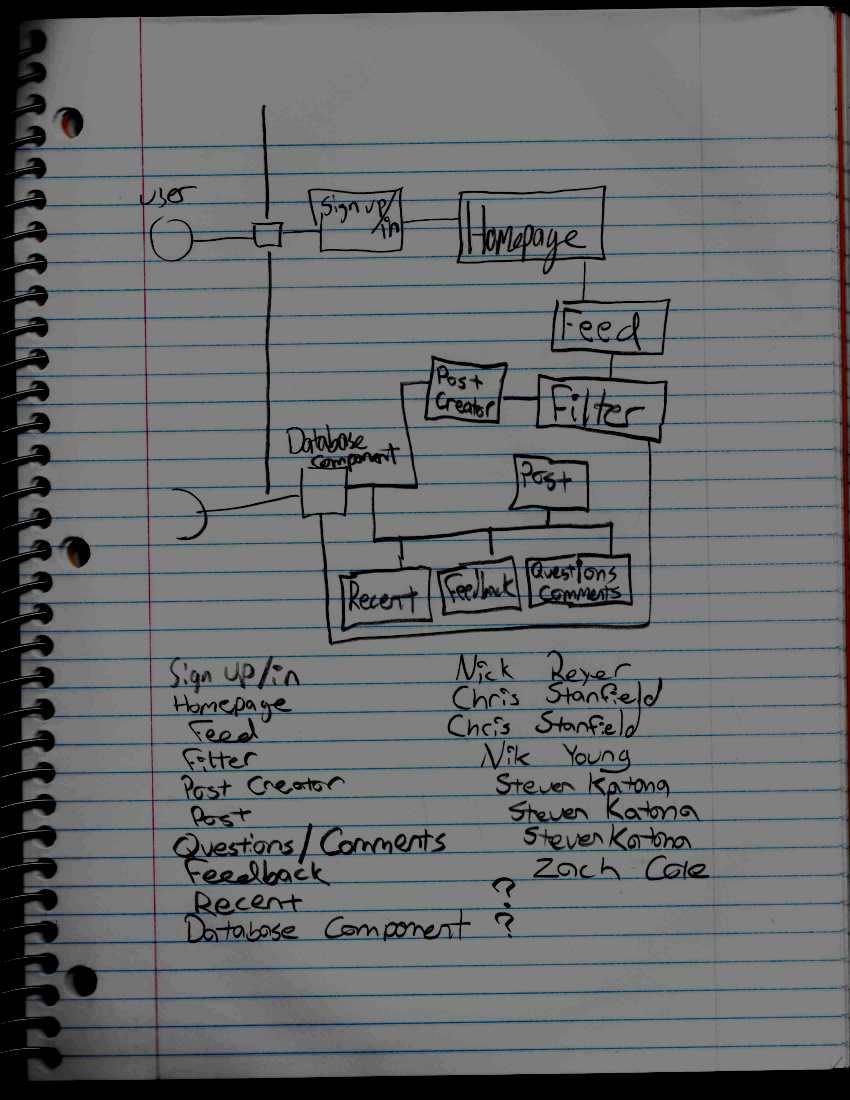 User
Sign up/
in
Homepage
Feed
Post
Creator
Filter
Database
Component
Post
Recent
Feedback
Questions
Comments
Sign up/in Nick Reyer
Homepage Chris Stanfield
Feed Chris Stanfield
Filter Nik Young
Post Creator Steven Katona
Post Steven Katona
Questions/Comments Steven Katona
Feedback Zach Cole
Recent ?
Database Component ?